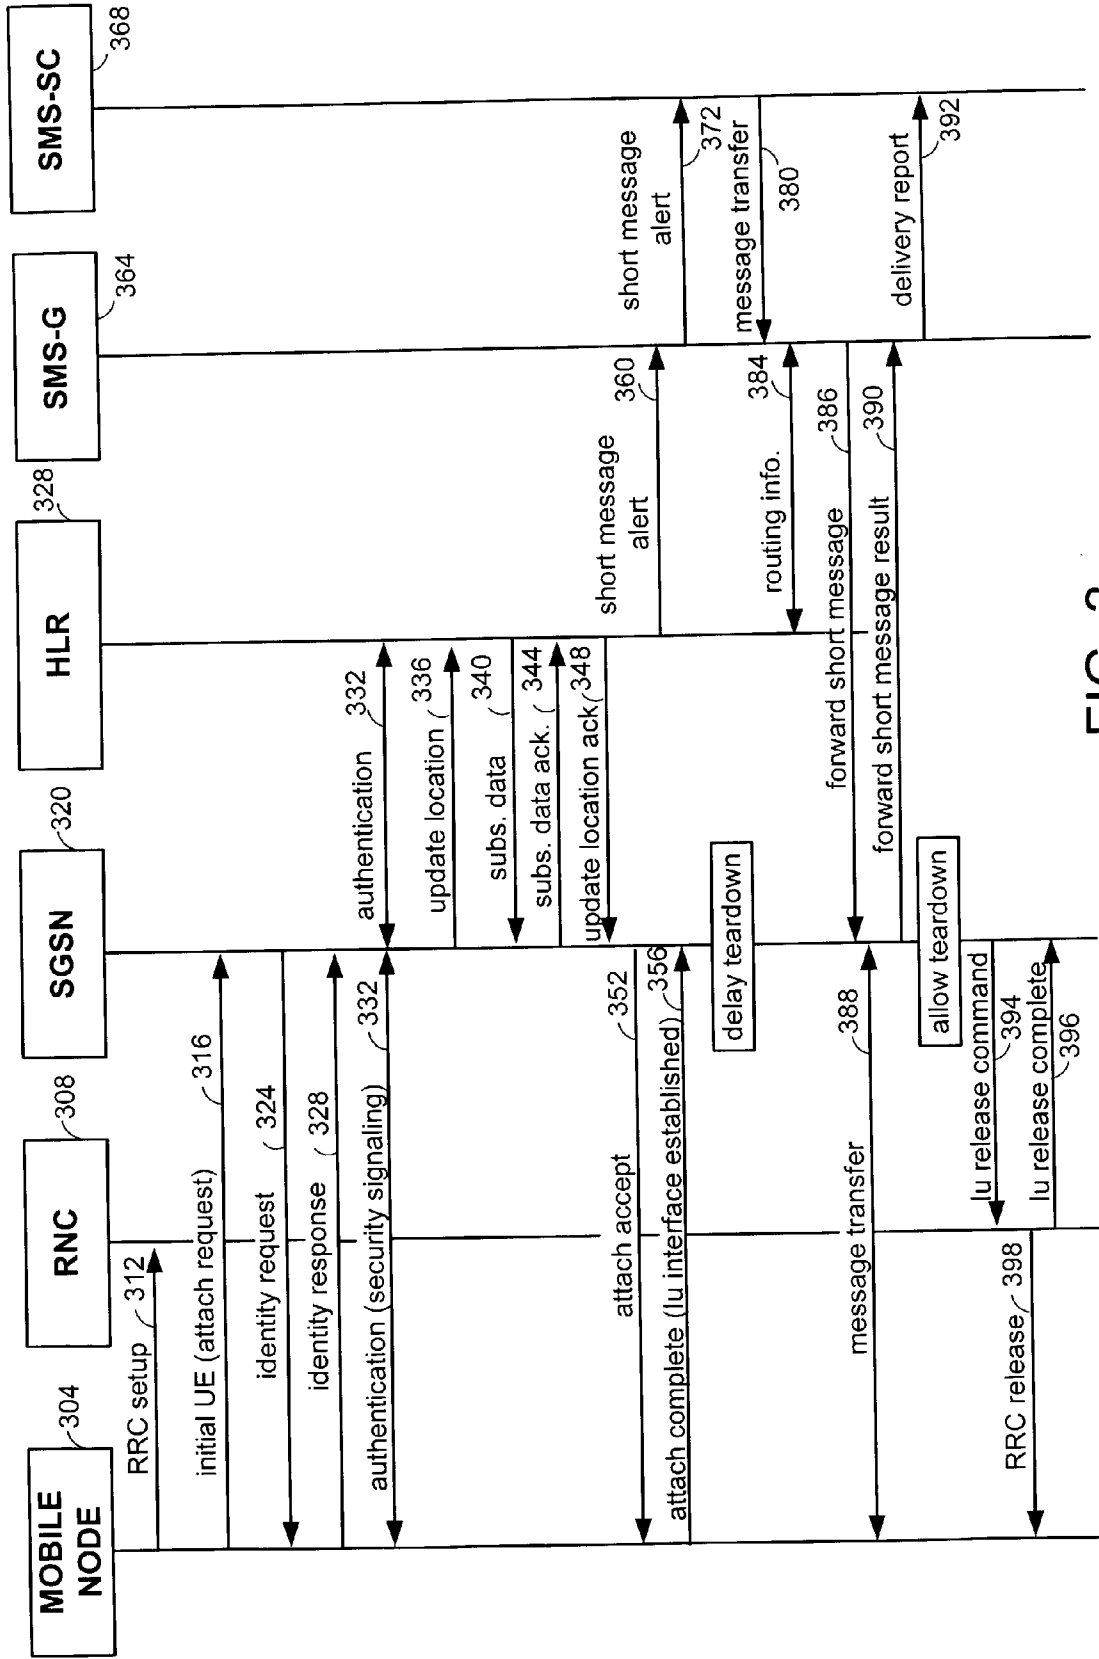 MOBILE
NODE
304
RNC
308
SGSN
320
HLR
328
SMS-G
364
SMS-SC
368
RRC setup
312
initial UE (attach request)
316
identity request
324
identity response
328
authentication (security signaling)
332
authentication
332
update location
336
subs. data
340
subs. data ack.
344
update location ack
348
attach accept
352
short message
alert
360
attach complete (Iu interface established)
356
short message
alert
372
delay teardown
message transfer
380
routing info.
384
forward short message
386
message transfer
388
forward short message result
390
delivery report
392
allow teardown
Iu release command
394
RRC release
398
Iu release complete
396